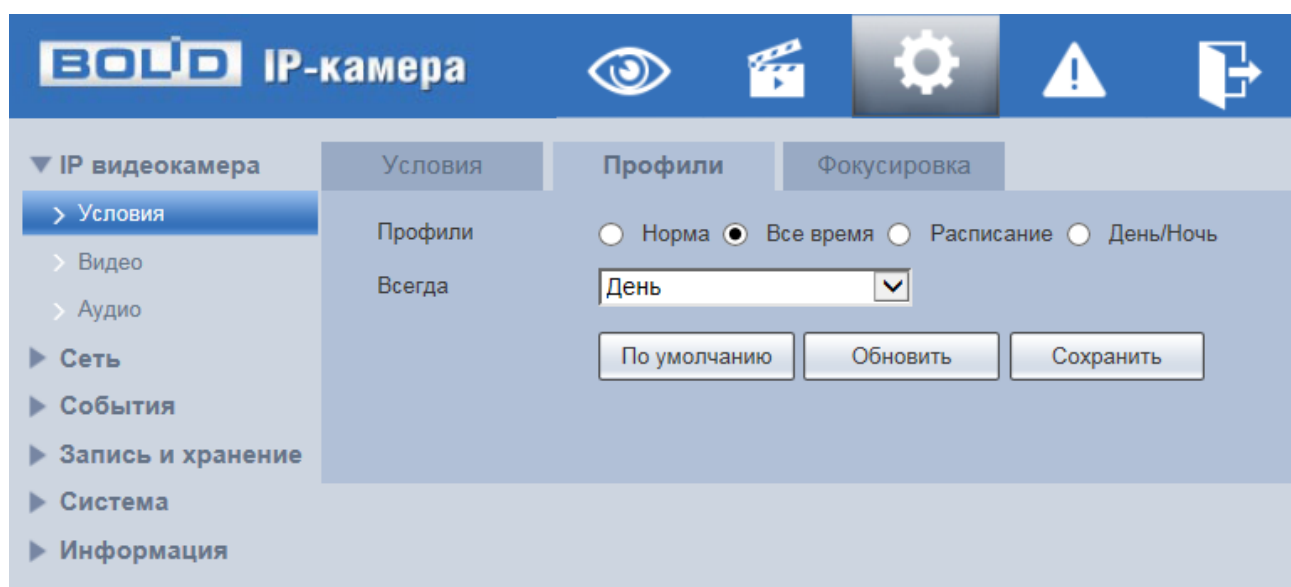 BOLID IP-камера
IP видеокамера
Условия
Видео
Аудио
Сеть
События
Запись и хранение
Система
Информация
Условия Профили Фокусировка
Профили Норма Все время Расписание День/Ночь
Всегда День
По умолчанию Обновить Сохранить